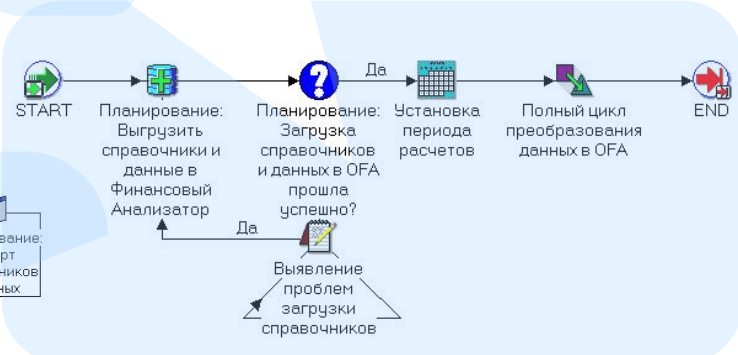 Да
START
Планирование:
Выгрузить
справочники и
данные в
Финансовый
Анализатор
Планирование:
Загрузка
справочников
и данных в OFA
прошла
успешно?
Установка
периода
расчетов
Полный цикл
преобразования
данных в OFA
END
Да
Выявление
проблем
загрузки
справочников